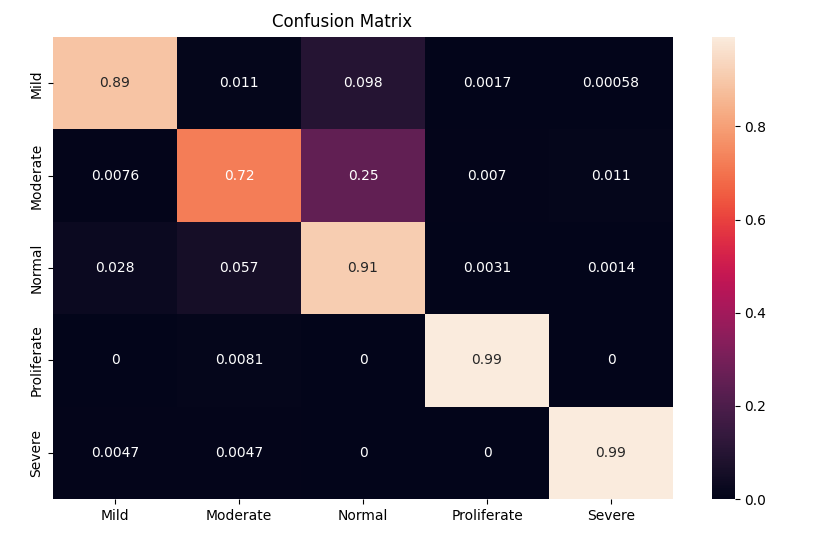 Confusion Matrix
Mild 0.89 0.011 0.098 0.0017 0.00058
Moderate 0.0076 0.72 0.25 0.007 0.011
Normal 0.028 0.057 0.91 0.0031 0.0014
Proliferate 0 0.0081 0 0.99 0
Severe 0.0047 0.0047 0 0 0.99
Mild Moderate Normal Proliferate Severe
0.8
0.6
0.4
0.2
0.0